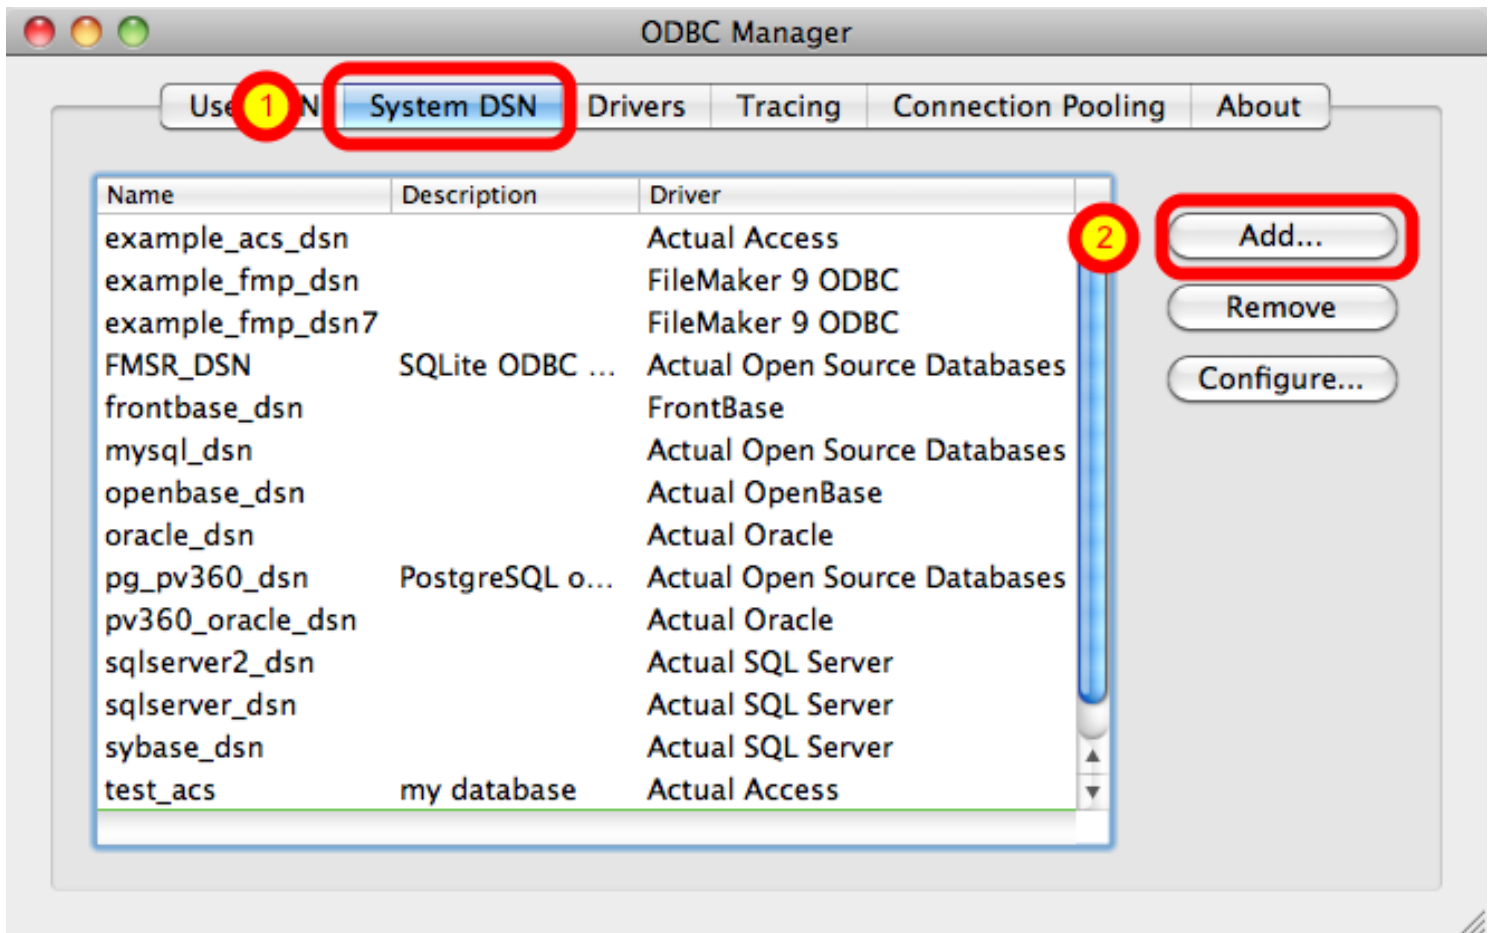 ODBC Manager
Use 1 N System DSN Drivers Tracing Connection Pooling About
Name Description Driver
example_acs_dsn Actual Access 2 Add...
example_fmp_dsn FileMaker 9 ODBC
Remove
example_fmp_dsn7 FileMaker 9 ODBC
FMSR_DSN SQLite ODBC ... Actual Open Source Databases
Configure...
frontbase_dsn FrontBase
mysql_dsn Actual Open Source Databases
openbase_dsn Actual OpenBase
oracle_dsn Actual Oracle
pg_pv360_dsn PostgreSQL o... Actual Open Source Databases
pv360_oracle_dsn Actual Oracle
sqlserver2_dsn Actual SQL Server
sqlserver_dsn Actual SQL Server
sybase_dsn Actual SQL Server
test_acs my database Actual Access